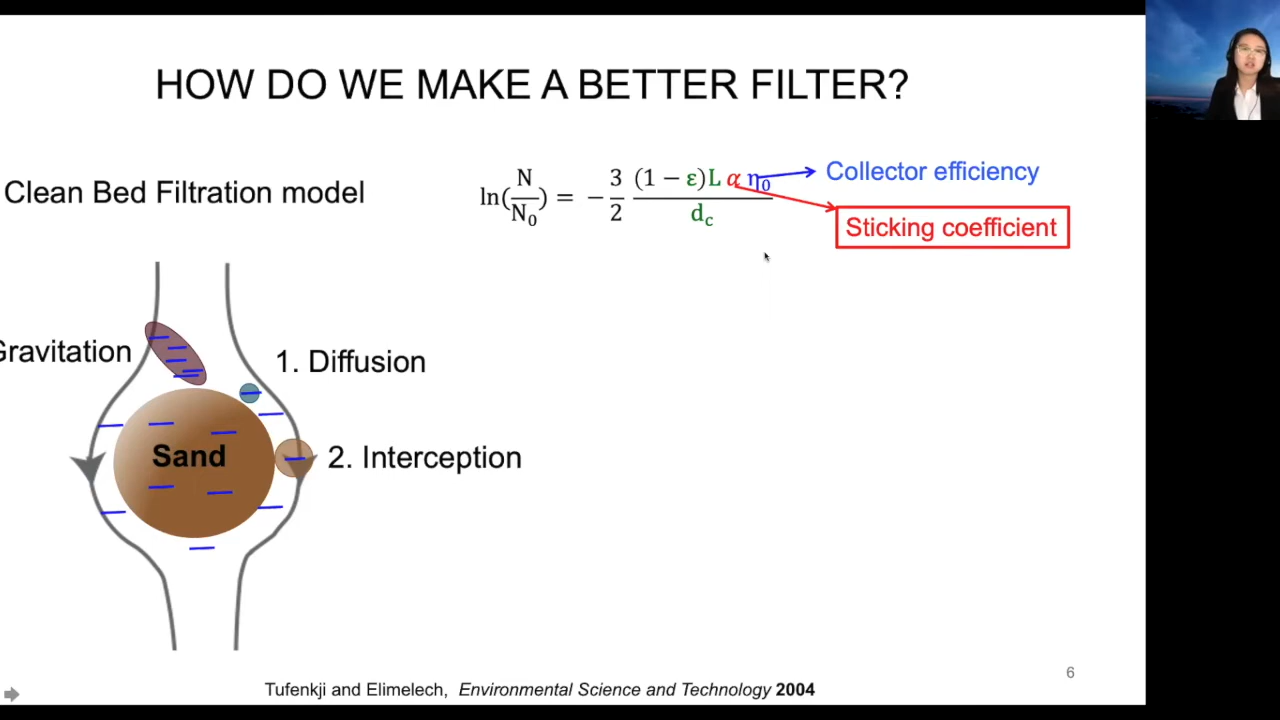 HOW DO WE MAKE A BETTER FILTER?
Clean Bed Filtration model
ln(N/N₀) = − 3/2 (1 − ε)L α η₀ / d_c
Collector efficiency
Sticking coefficient
Gravitation
1. Diffusion
Sand
2. Interception
6
Tufenkji and Elimelech, Environmental Science and Technology 2004